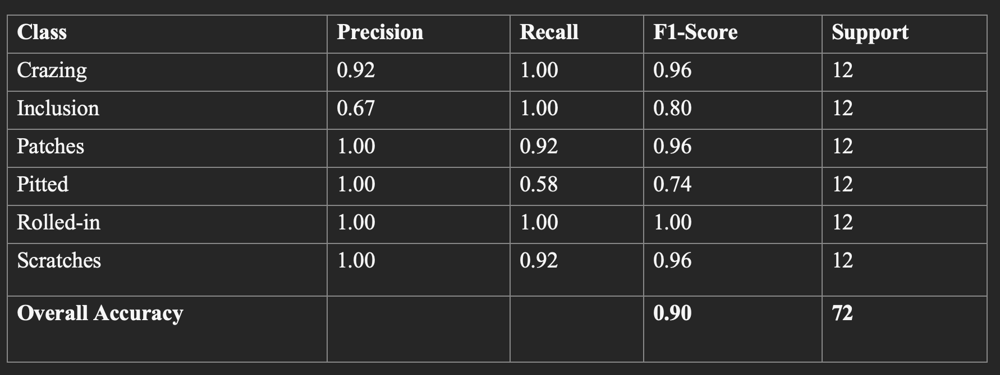 Class Precision Recall F1-Score Support
Crazing 0.92 1.00 0.96 12
Inclusion 0.67 1.00 0.80 12
Patches 1.00 0.92 0.96 12
Pitted 1.00 0.58 0.74 12
Rolled-in 1.00 1.00 1.00 12
Scratches 1.00 0.92 0.96 12
Overall Accuracy 0.90 72